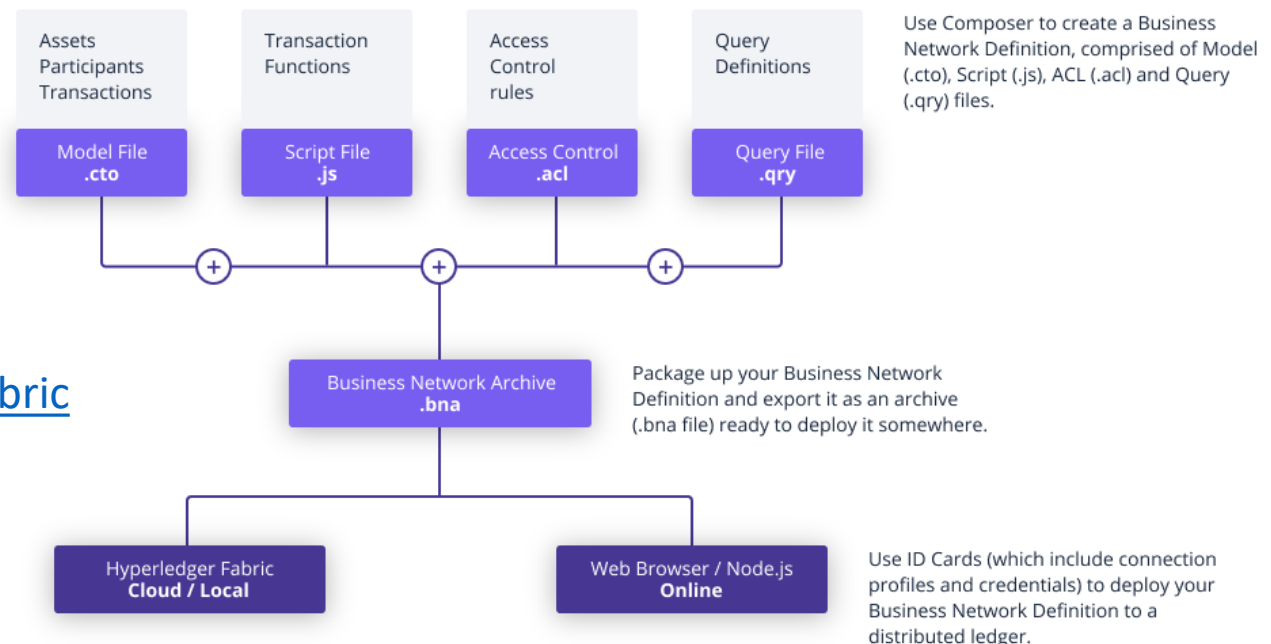 Assets
Participants
Transactions
Transaction
Functions
Access
Control
rules
Query
Definitions
Use Composer to create a Business
Network Definition, comprised of Model
(.cto), Script (.js), ACL (.acl) and Query
(.qry) files.
Model File
.cto
Script File
.js
Access Control
.acl
Query File
.qry
+
+
+
bric
Business Network Archive
.bna
Package up your Business Network
Definition and export it as an archive
(.bna file) ready to deploy it somewhere.
Hyperledger Fabric
Cloud / Local
Web Browser / Node.js
Online
Use ID Cards (which include connection
profiles and credentials) to deploy your
Business Network Definition to a
distributed ledger.